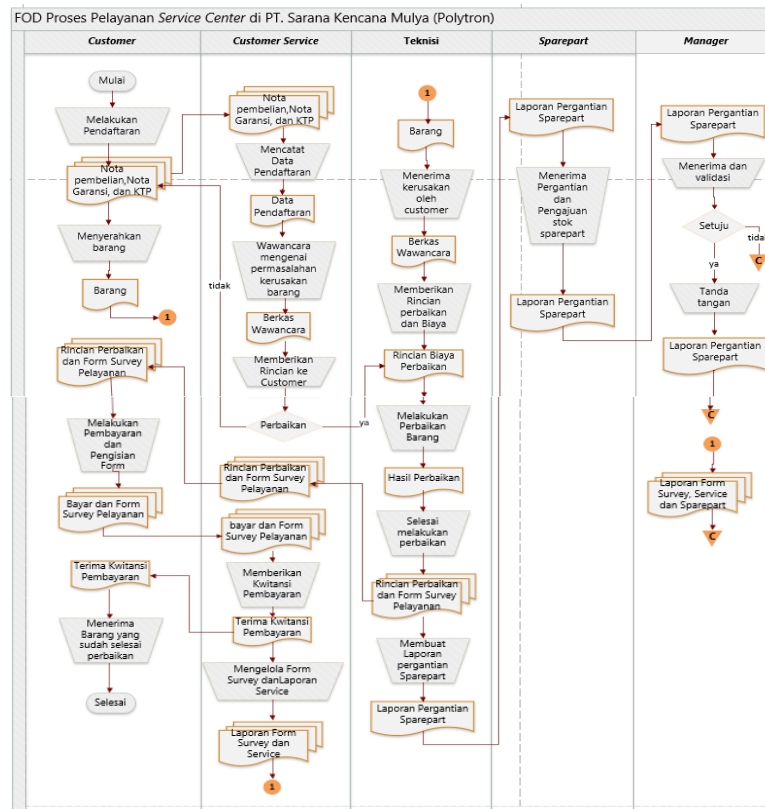 FOD Proses Pelayanan Service Center di PT. Sarana Kencana Mulya (Polytron)
Customer
Customer Service
Teknisi
Sparepart
Manager
Mulai
Melakukan
Pendaftaran
Nota
pembelian,Nota
Garansi, dan KTP
Menyerahkan
barang
Barang
1
Rincian Perbaikan
dan Form Survey
Pelayanan
Melakukan
Pembayaran
dan
Pengisian
Form
Bayar dan Form
Survey Pelayanan
Terima Kwitansi
Pembayaran
Menerima
Barang yang
sudah selesai
perbaikan
Selesai
Nota
pembelian,Nota
Garansi, dan KTP
Mencatat
Data
Pendaftaran
Data
Pendaftaran
Wawancara
mengenai
permasalahan
kerusakan
barang
tidak
Berkas
Wawancara
Memberikan
Rincian ke
Customer
Perbaikan
ya
Rincian Perbaikan
dan Form Survey
Pelayanan
bayar dan Form
Survey Pelayanan
Memberikan
Kwitansi
Pembayaran
Terima Kwitansi
Pembayaran
Mengelola Form
Survey danLaporan
Service
Laporan Form
Survey dan
Service
1
1
Barang
Menerima
kerusakan
oleh
customer
Berkas
Wawancara
Memberikan
Rincian
perbaikan
dan Biaya
Rincian Biaya
Perbaikan
Melakukan
Perbaikan
Barang
Hasil Perbaikan
Selesai
melakukan
perbaikan
Rincian Perbaikan
dan Form Survey
Pelayanan
Membuat
Laporan
pergantian
Sparepart
Laporan Pergantian
Sparepart
Laporan Pergantian
Sparepart
Menerima
Pergantian
dan
Pengajuan
stok
sparepart
Laporan Pergantian
Sparepart
Laporan Pergantian
Sparepart
Menerima dan
validasi
Setuju
tidak
C
ya
Tanda
tangan
Laporan Pergantian
Sparepart
C
1
Laporan Form
Survey, Service
dan Sparepart
C